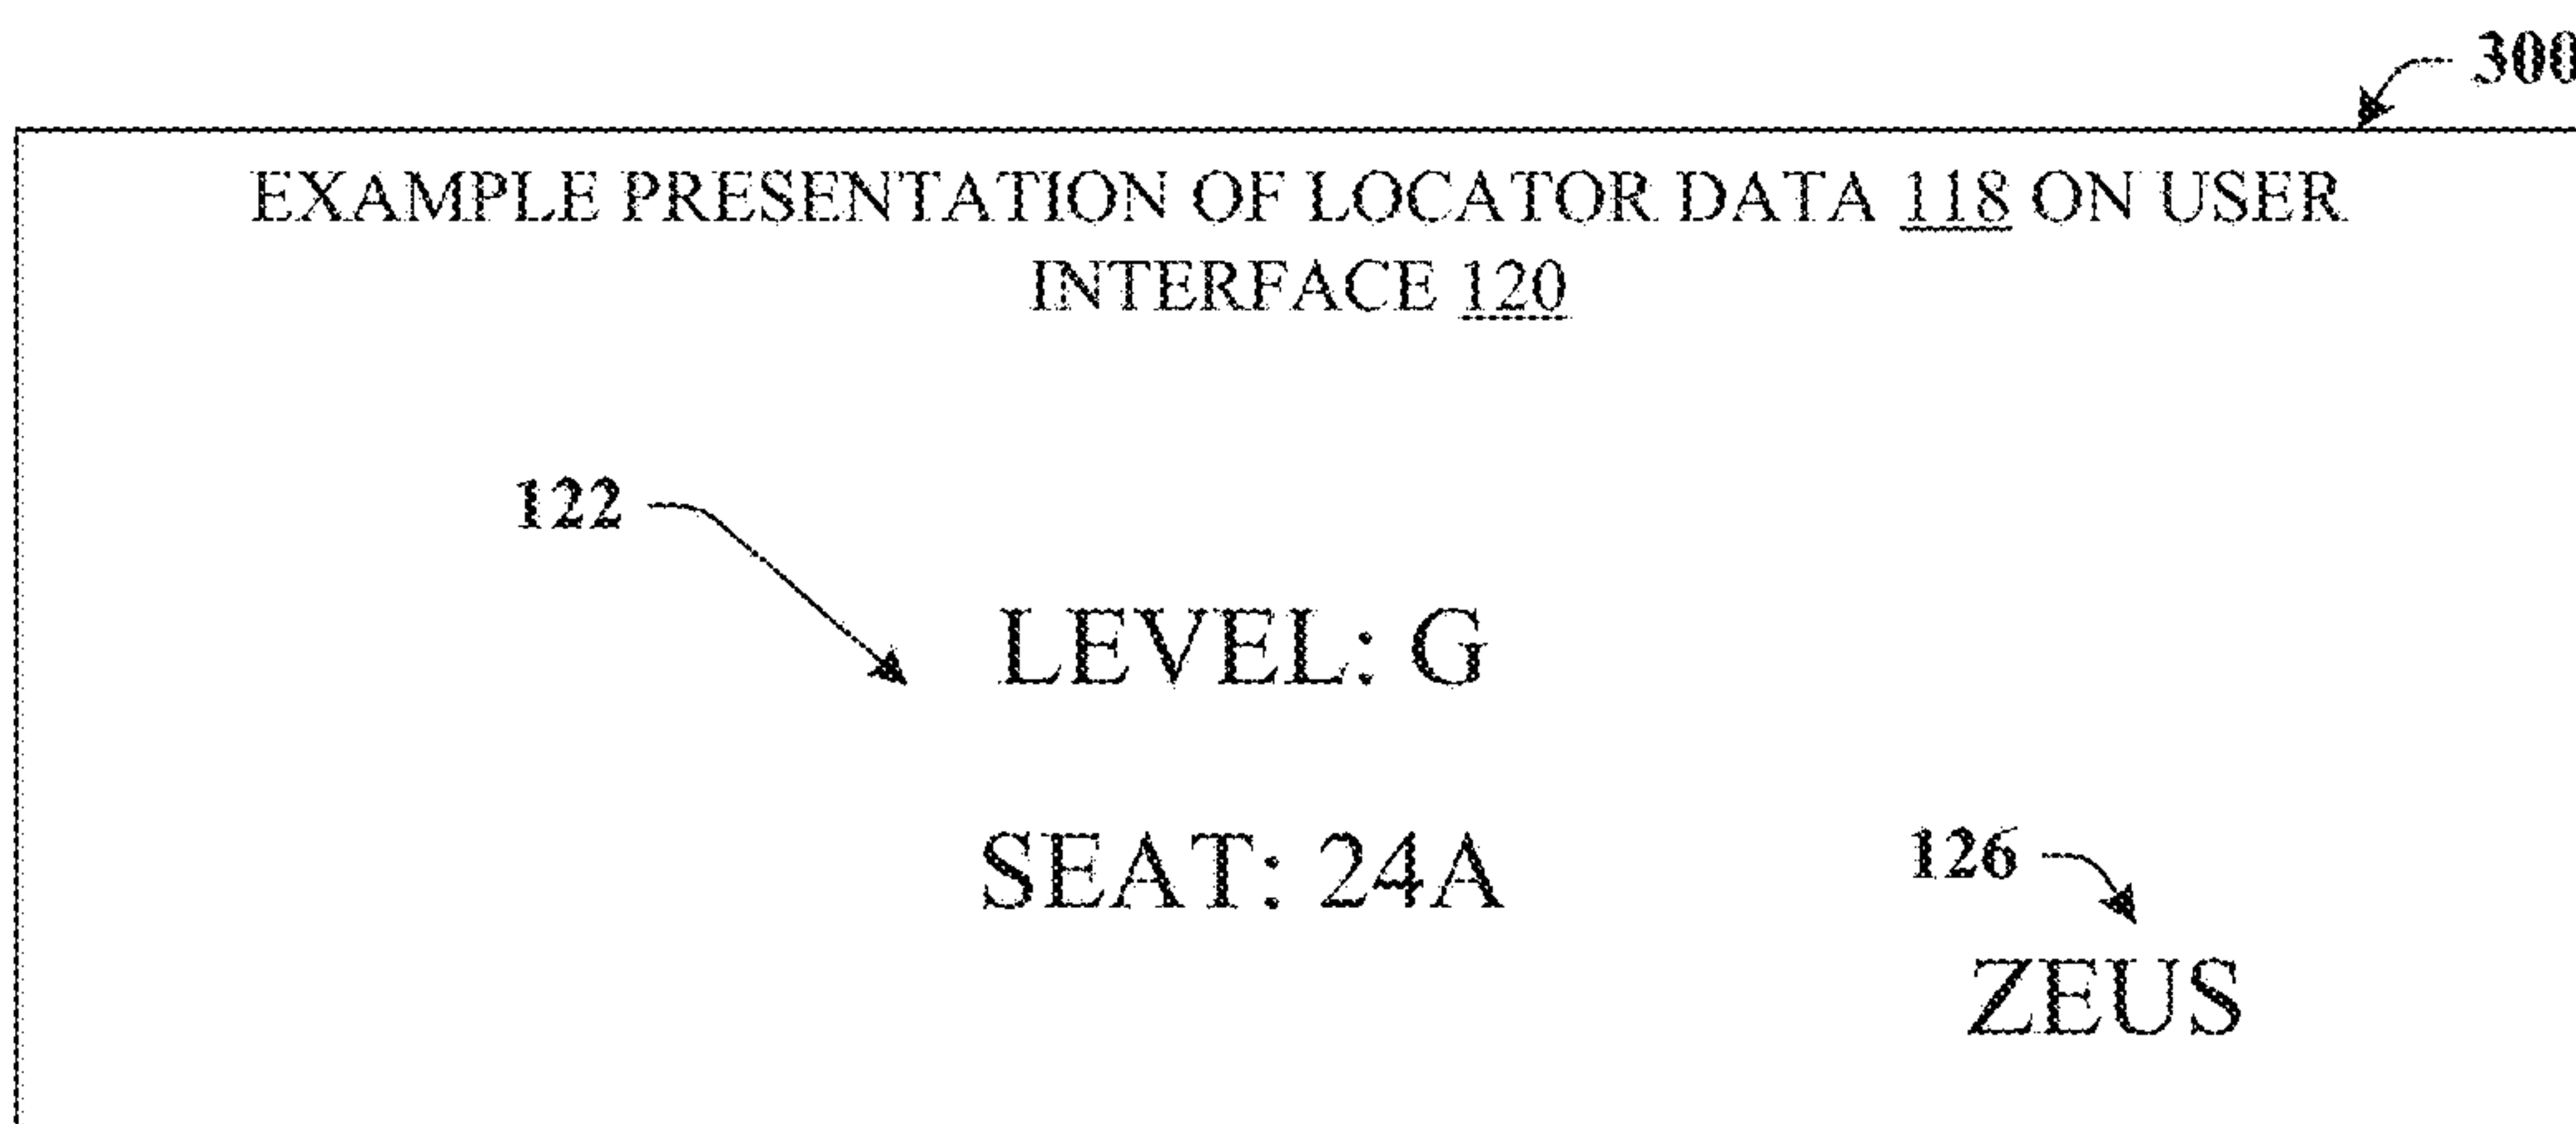 300
EXAMPLE PRESENTATION OF LOCATOR DATA 118 ON USER
INTERFACE 120
122
LEVEL: G
SEAT: 24A
126
ZEUS